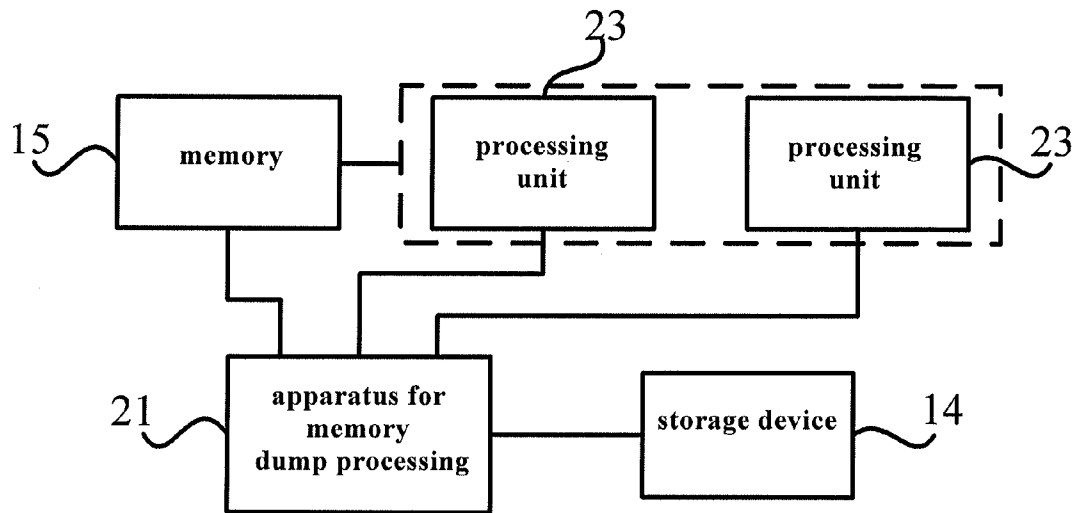 23
15
memory
processing
unit
processing
unit
23
21
apparatus for
memory
dump processing
storage device
14